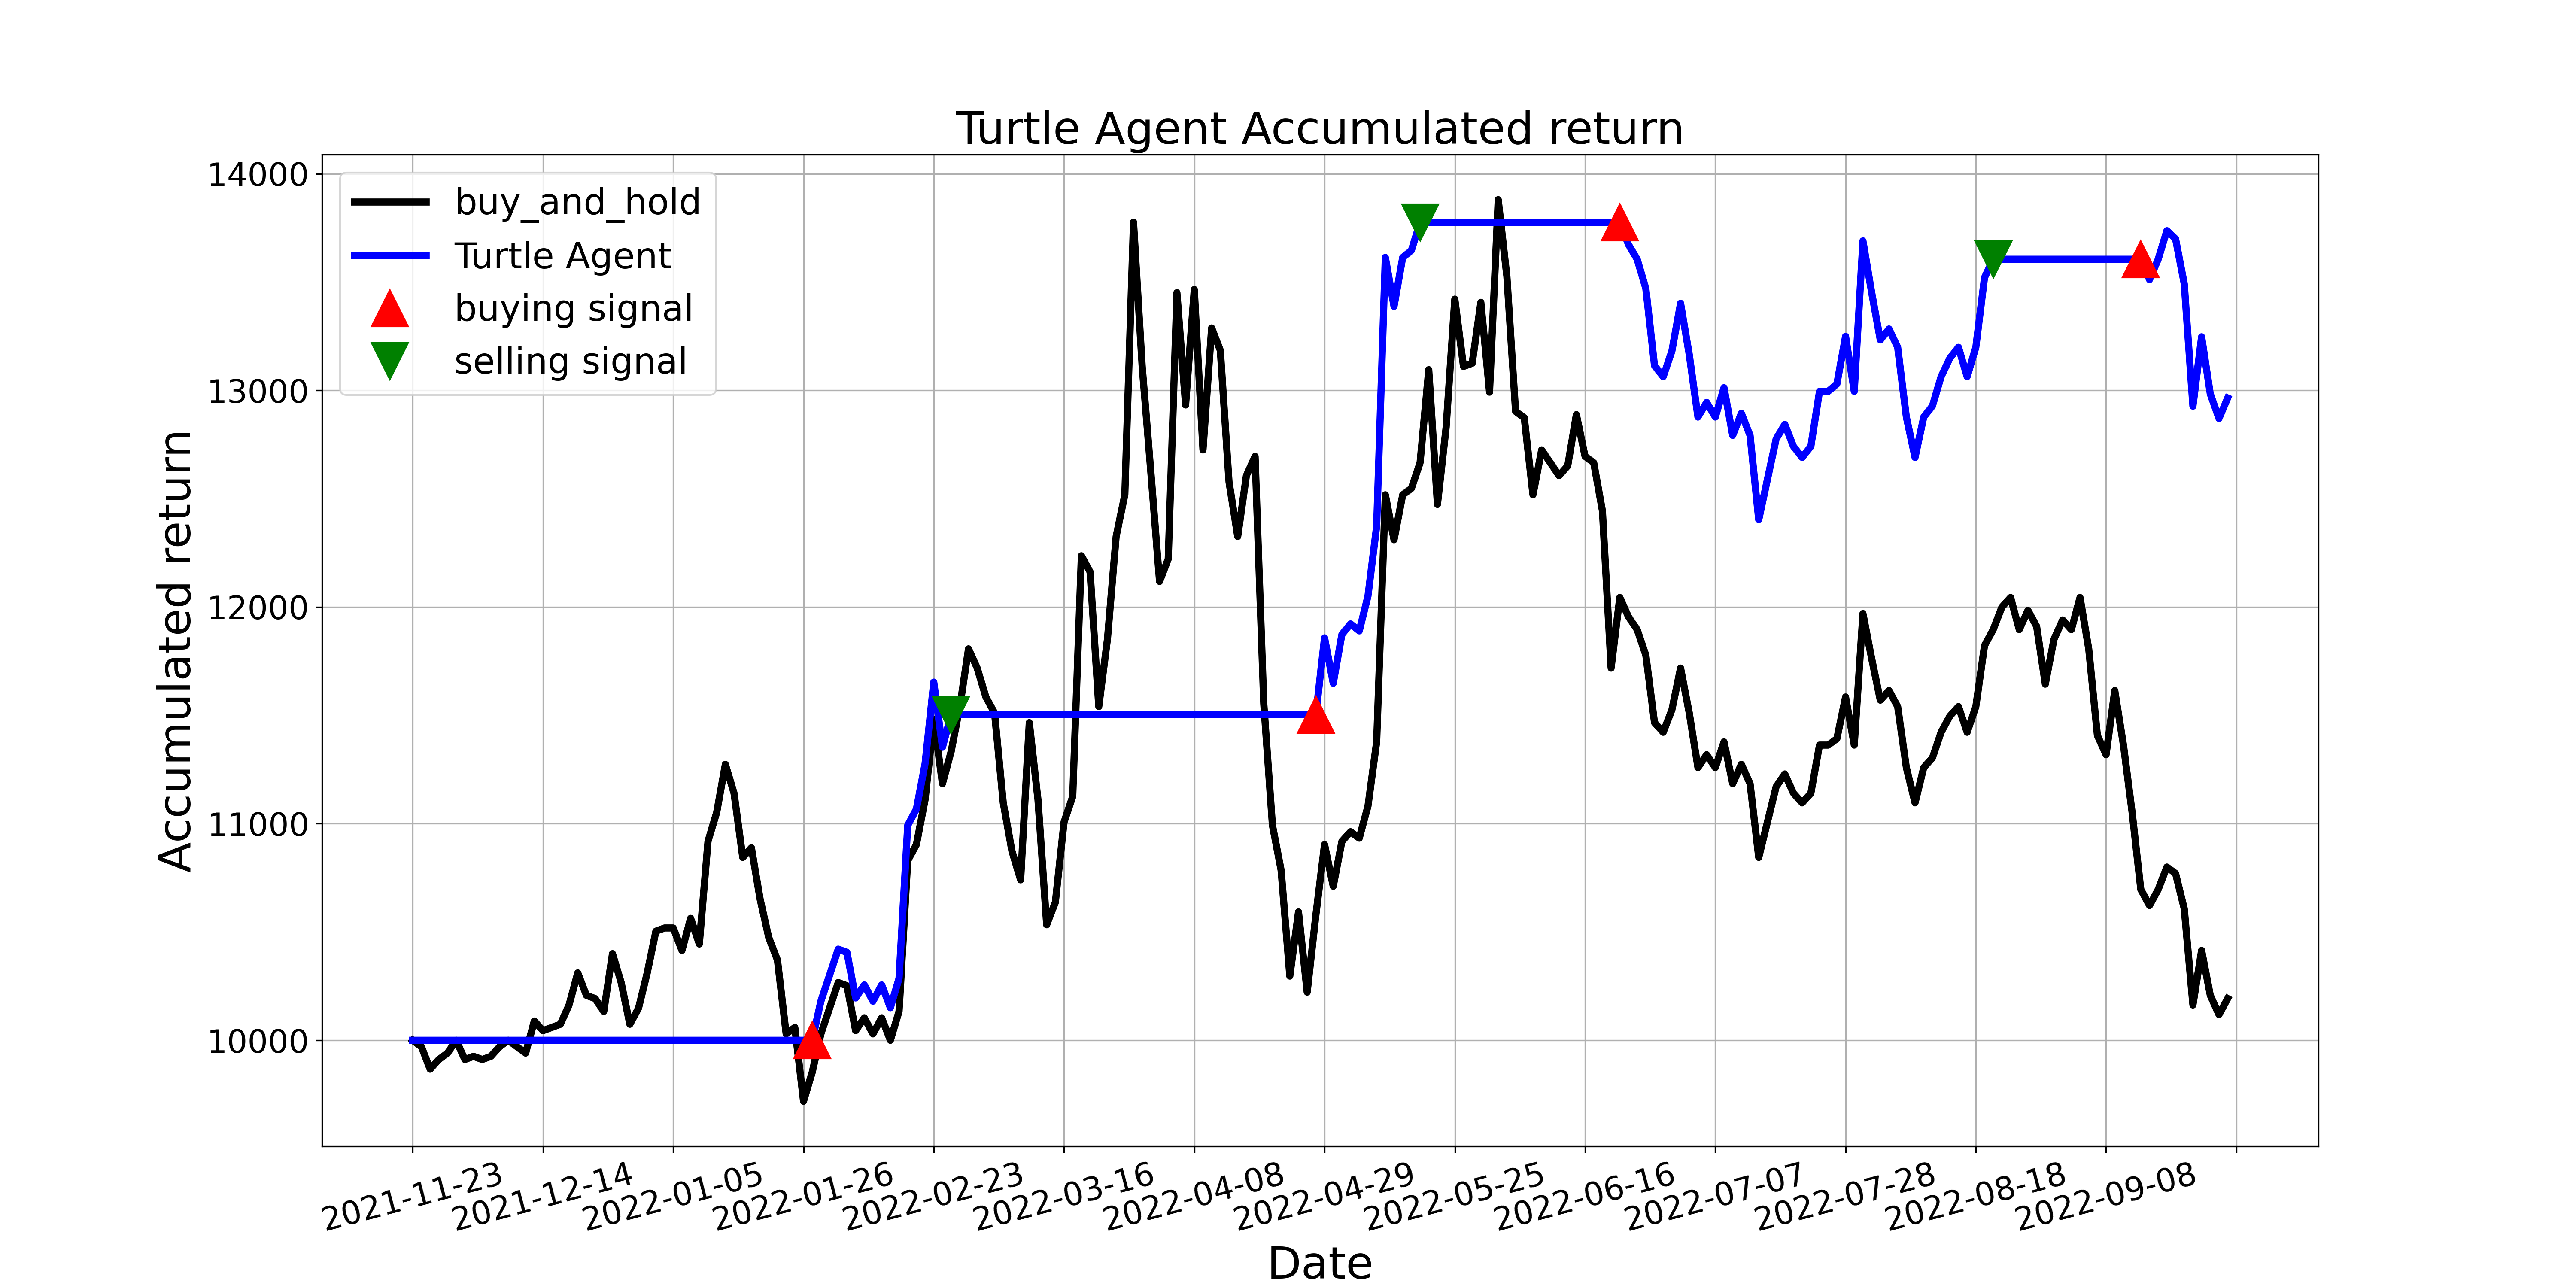 Turtle Agent Accumulated return
14000
13000
12000
11000
10000
Accumulated return
buy_and_hold
Turtle Agent
buying signal
selling signal
2021-11-23
2021-12-14
2022-01-05
2022-01-26
2022-02-23
2022-03-16
2022-04-08
2022-04-29
2022-05-25
2022-06-16
2022-07-07
2022-07-28
2022-08-18
2022-09-08
Date